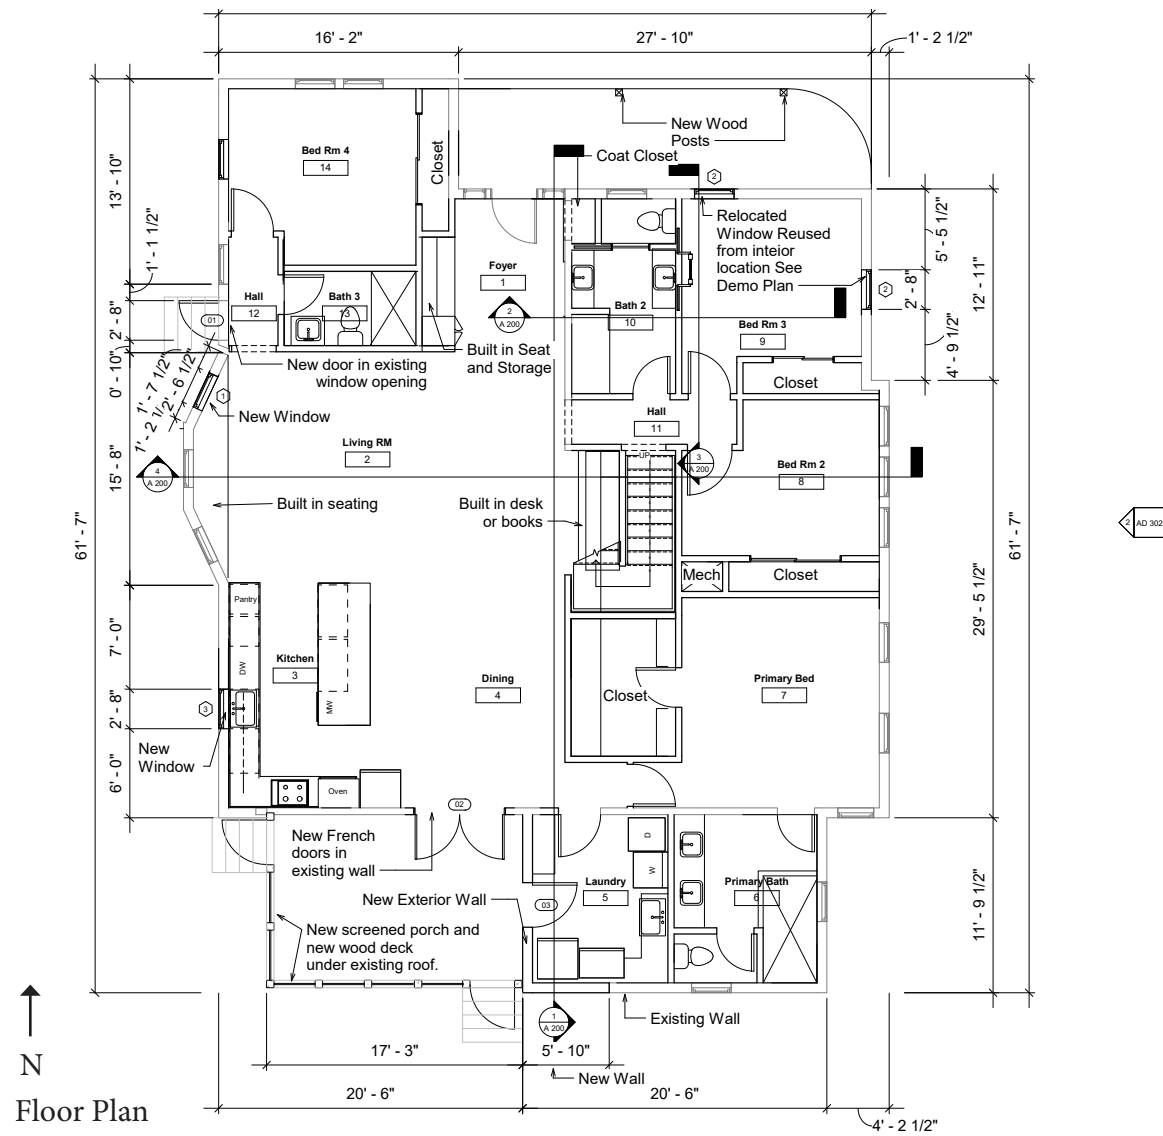 16' - 2"
27' - 10"
1' - 2 1/2"
New Wood
Posts
Coat Closet
2
Bed Rm 4
14
Closet
13' - 10"
1' - 1 1/2"
2' - 8"
0' - 10"
Relocated
Window Reused
from inteior
location See
Demo Plan
5' - 5 1/2"
2' - 8"
4' - 9 1/2"
12' - 11"
2
Foyer
1
Hall
12
Bath 3
13
01
2
A 200
Bath 2
10
Bed Rm 3
9
Built in Seat
and Storage
New door in existing
window opening
Closet
1' - 7 1/2"
2' - 6 1/2"
1' - 2 1/2"
1
New Window
Hall
11
Living RM
2
UP
3
A 200
Bed Rm 2
8
4
A 200
15' - 8"
Built in seating
Built in desk
or books
61' - 7"
61' - 7"
2
AD 302
Mech
Closet
29' - 5 1/2"
Pantry
7' - 0"
DW
Kitchen
3
MW
Dining
4
Closet
Primary Bed
7
2' - 8"
3
New
Window
6' - 0"
Oven
02
New French
doors in
existing wall
D
W
Laundry
5
Primary Bath
6
New Exterior Wall
03
11' - 9 1/2"
New screened porch and
new wood deck
under existing roof.
1
A 200
Existing Wall
N
17' - 3"
5' - 10"
New Wall
20' - 6"
20' - 6"
4' - 2 1/2"
Floor Plan